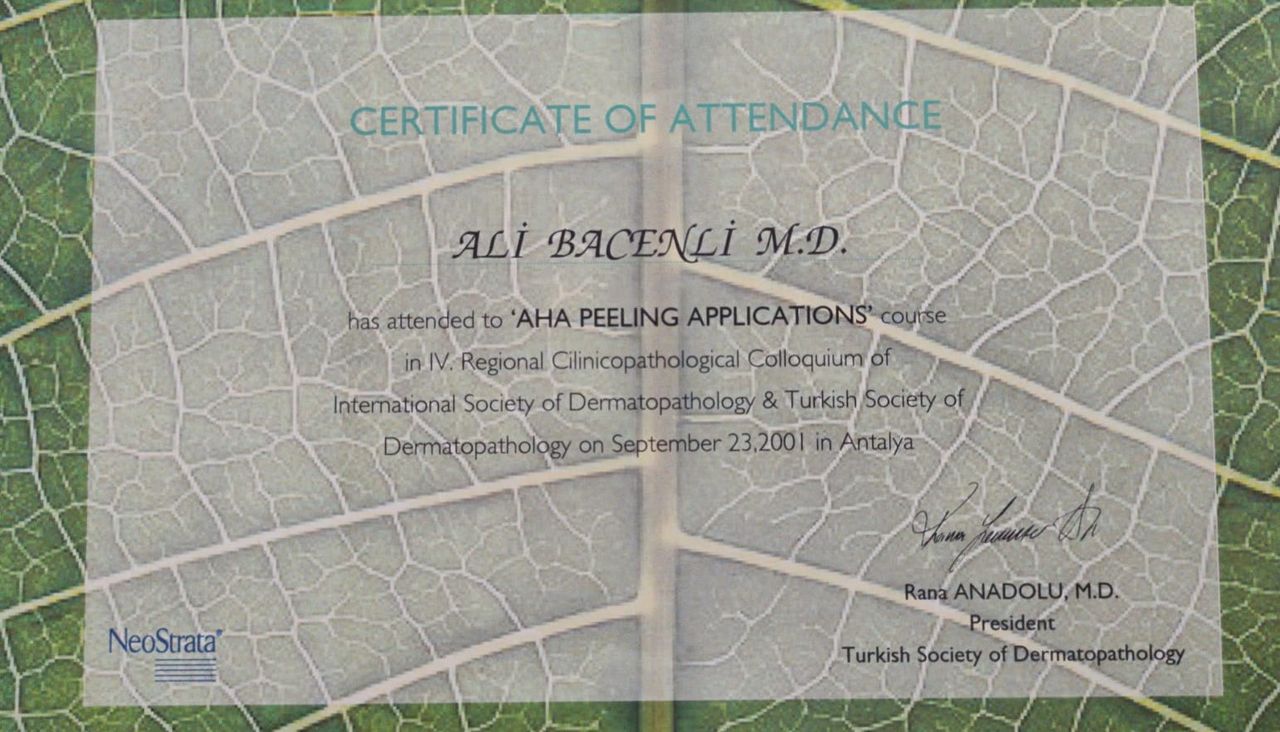 CERTIFICATE OF ATTENDANCE
ALİ BACENLİ M.D.
has attended to ‘AHA PEELING APPLICATIONS’ course
in IV. Regional Cilinicopathological Colloquium of
International Society of Dermatopathology & Turkish Society of
Dermatopathology on September 23,2001 in Antalya
Rana ANADOLU, M.D.
President
Turkish Society of Dermatopathology
NeoStrata®